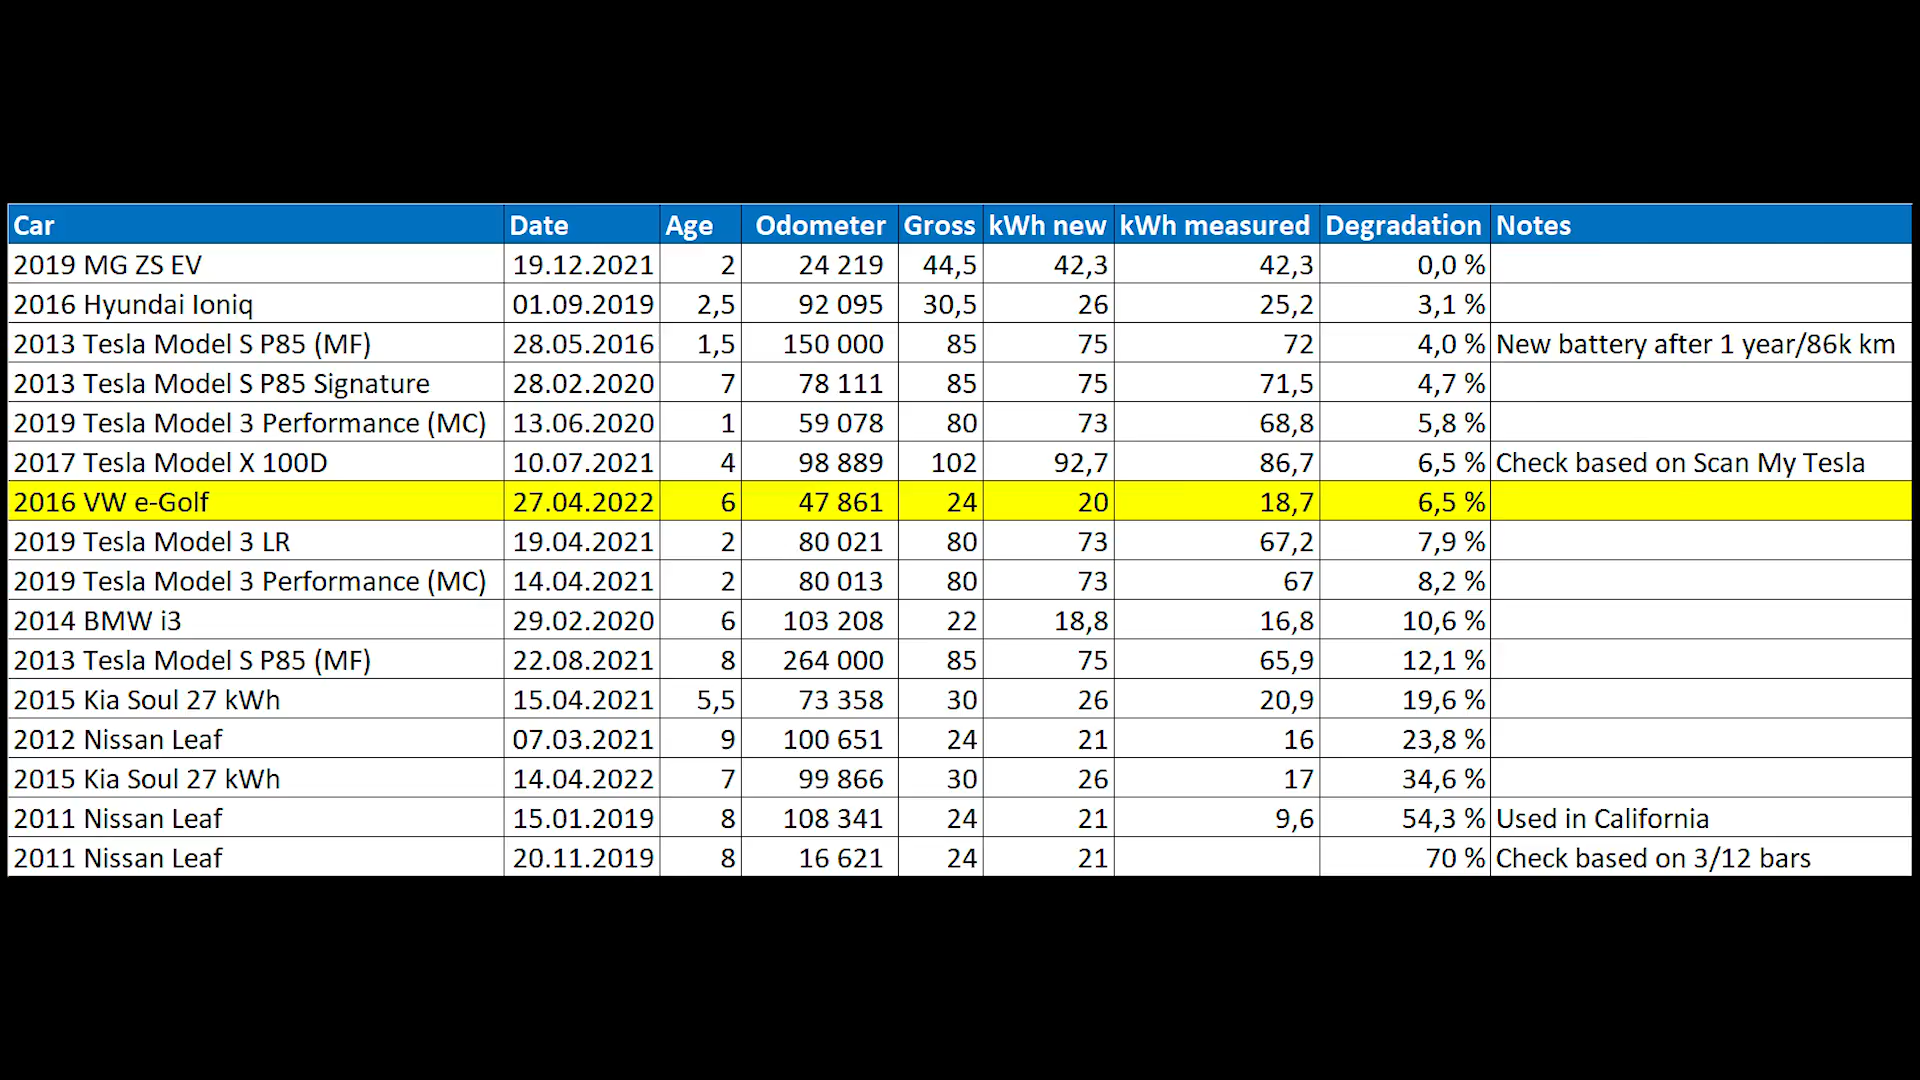 Car Date Age Odometer Gross kWh new kWh measured Degradation Notes
2019 MG ZS EV 19.12.2021 2 24 219 44,5 42,3 42,3 0,0 %
2016 Hyundai Ioniq 01.09.2019 2,5 92 095 30,5 26 25,2 3,1 %
2013 Tesla Model S P85 (MF) 28.05.2016 1,5 150 000 85 75 72 4,0 % New battery after 1 year/86k km
2013 Tesla Model S P85 Signature 28.02.2020 7 78 111 85 75 71,5 4,7 %
2019 Tesla Model 3 Performance (MC) 13.06.2020 1 59 078 80 73 68,8 5,8 %
2017 Tesla Model X 100D 10.07.2021 4 98 889 102 92,7 86,7 6,5 % Check based on Scan My Tesla
2016 VW e-Golf 27.04.2022 6 47 861 24 20 18,7 6,5 %
2019 Tesla Model 3 LR 19.04.2021 2 80 021 80 73 67,2 7,9 %
2019 Tesla Model 3 Performance (MC) 14.04.2021 2 80 013 80 73 67 8,2 %
2014 BMW i3 29.02.2020 6 103 208 22 18,8 16,8 10,6 %
2013 Tesla Model S P85 (MF) 22.08.2021 8 264 000 85 75 65,9 12,1 %
2015 Kia Soul 27 kWh 15.04.2021 5,5 73 358 30 26 20,9 19,6 %
2012 Nissan Leaf 07.03.2021 9 100 651 24 21 16 23,8 %
2015 Kia Soul 27 kWh 14.04.2022 7 99 866 30 26 17 34,6 %
2011 Nissan Leaf 15.01.2019 8 108 341 24 21 9,6 54,3 % Used in California
2011 Nissan Leaf 20.11.2019 8 16 621 24 21 70 % Check based on 3/12 bars